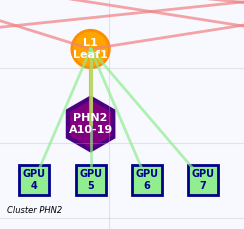 L1
Leaf1
PHN2
A10-19
GPU
4
GPU
5
GPU
6
GPU
7
Cluster PHN2